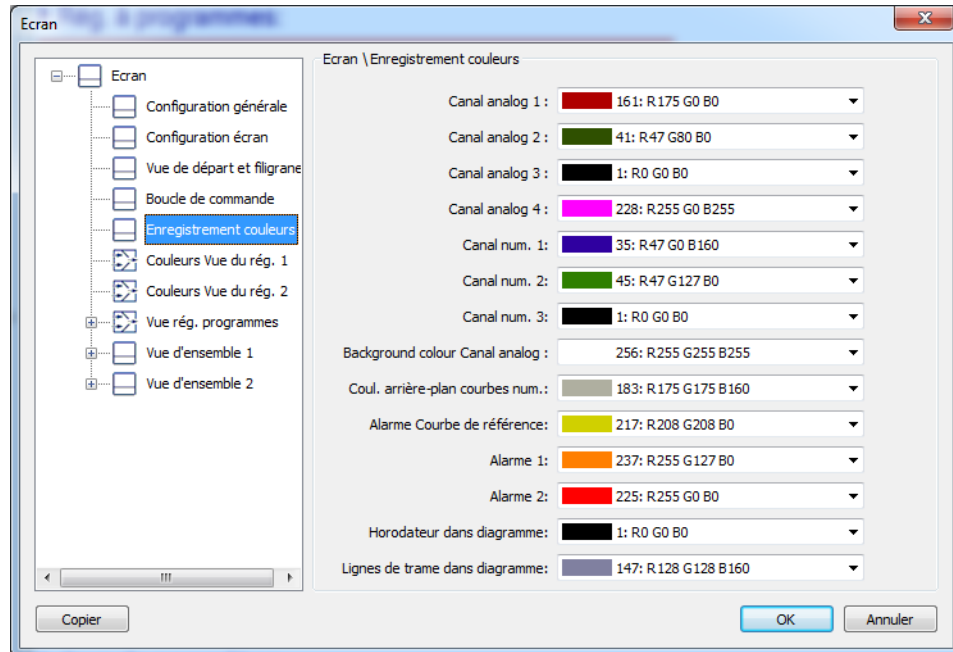 Rég. à programmes:
Ecran
Ecran
Configuration générale
Configuration écran
Vue de départ et filigrane
Boucle de commande
Enregistrement couleurs
Couleurs Vue du rég. 1
Couleurs Vue du rég. 2
Vue rég. programmes
Vue d'ensemble 1
Vue d'ensemble 2
Ecran \ Enregistrement couleurs
Canal analog 1 : 161: R175 G0 B0
Canal analog 2 : 41: R47 G80 B0
Canal analog 3 : 1: R0 G0 B0
Canal analog 4 : 228: R255 G0 B255
Canal num. 1: 35: R47 G0 B160
Canal num. 2: 45: R47 G127 B0
Canal num. 3: 1: R0 G0 B0
Background colour Canal analog : 256: R255 G255 B255
Coul. arrière-plan courbes num.: 183: R175 G175 B160
Alarme Courbe de référence: 217: R208 G208 B0
Alarme 1: 237: R255 G127 B0
Alarme 2: 225: R255 G0 B0
Horodateur dans diagramme: 1: R0 G0 B0
Lignes de trame dans diagramme: 147: R128 G128 B160
Copier OK Annuler